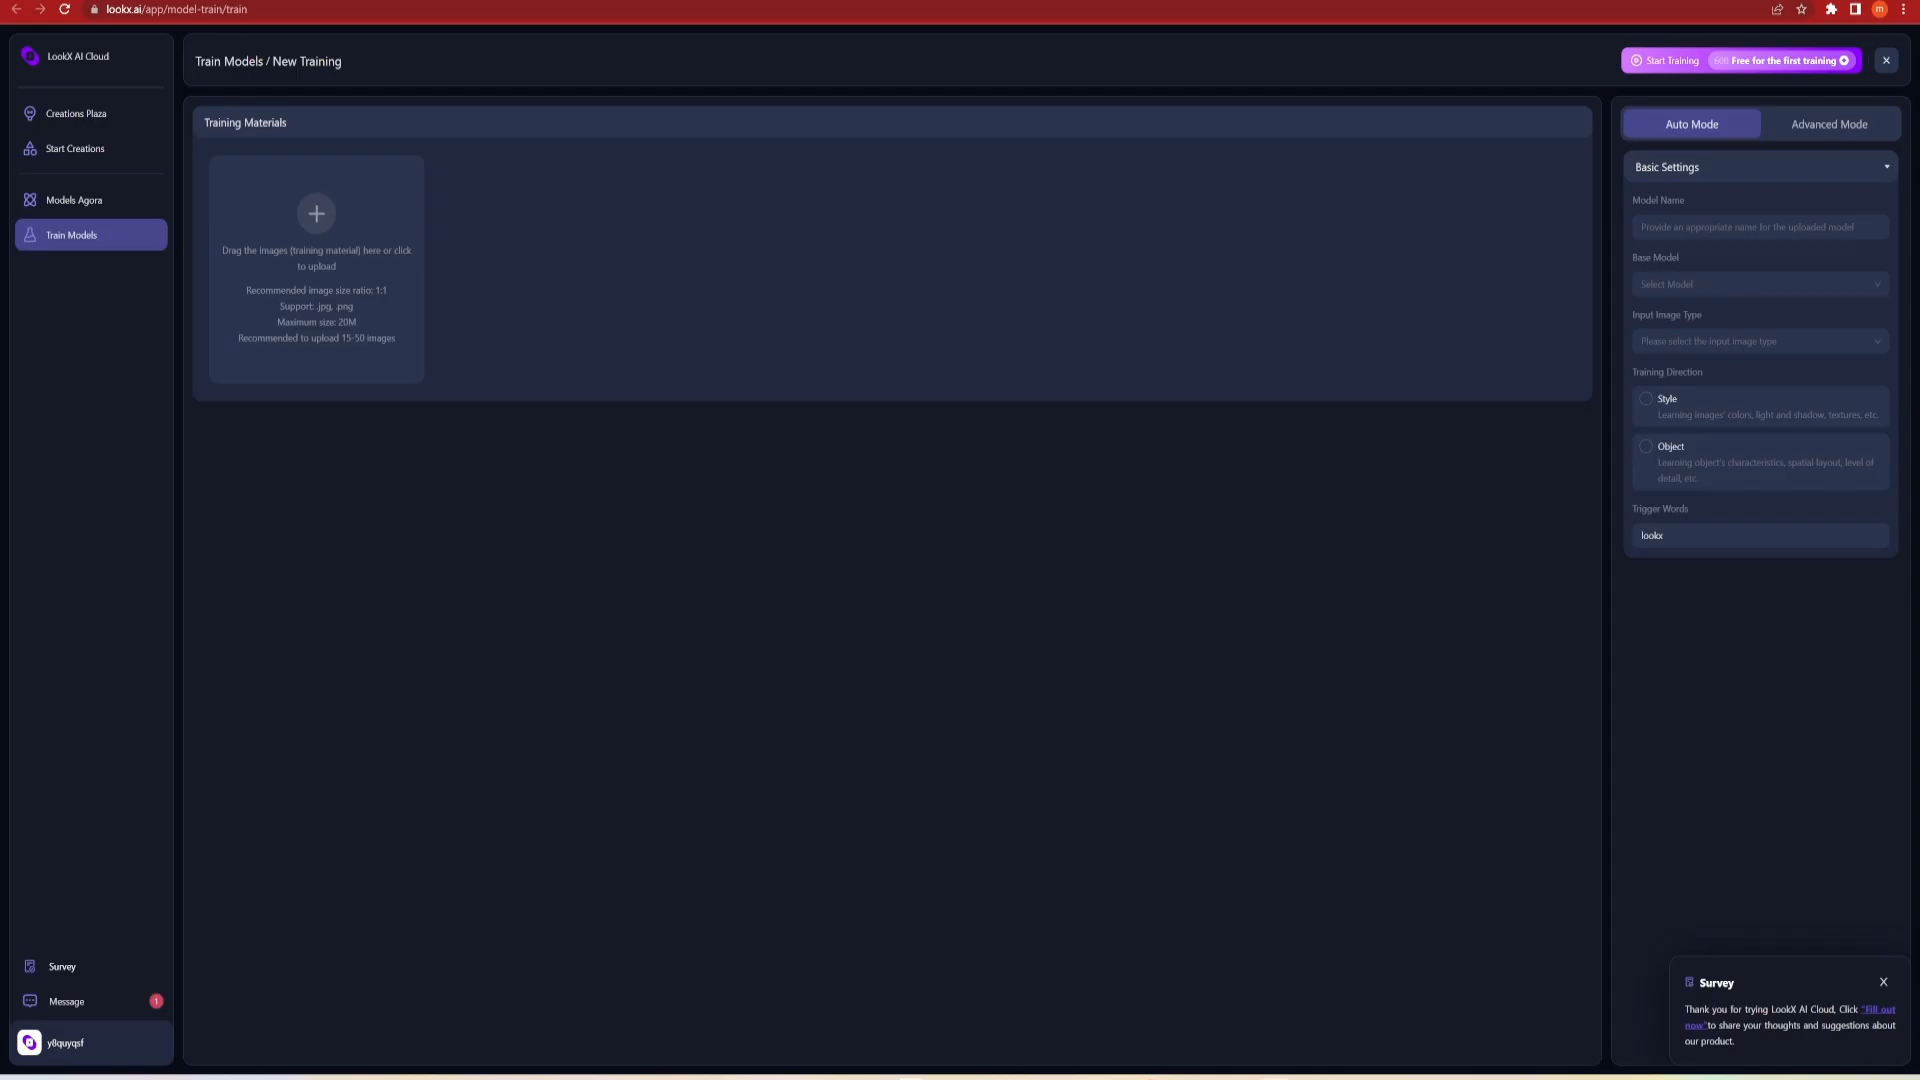 lookx.ai/app/model-train/train
m
LookX AI Cloud
Creations Plaza
Start Creations
Models Agora
Train Models
Survey
Message
1
y8quyqsf
Train Models / New Training
Start Training
Free for the first training
Training Materials
Drag the images (training material) here or click
to upload
Recommended image size ratio: 1:1
Support: .jpg, .png
Maximum size: 20M
Recommended to upload 15-50 images
Auto Mode
Advanced Mode
Basic Settings
Model Name
Provide an appropriate name for the uploaded model
Base Model
Select Model
Input Image Type
Please select the input image type
Training Direction
Style
Learning images' colors, light and shadow, textures, etc.
Object
Learning object's characteristics, spatial layout, level of
detail, etc.
Trigger Words
lookx
Survey
X
Thank you for trying LookX AI Cloud, Click "Fill out
now"to share your thoughts and suggestions about
our product.